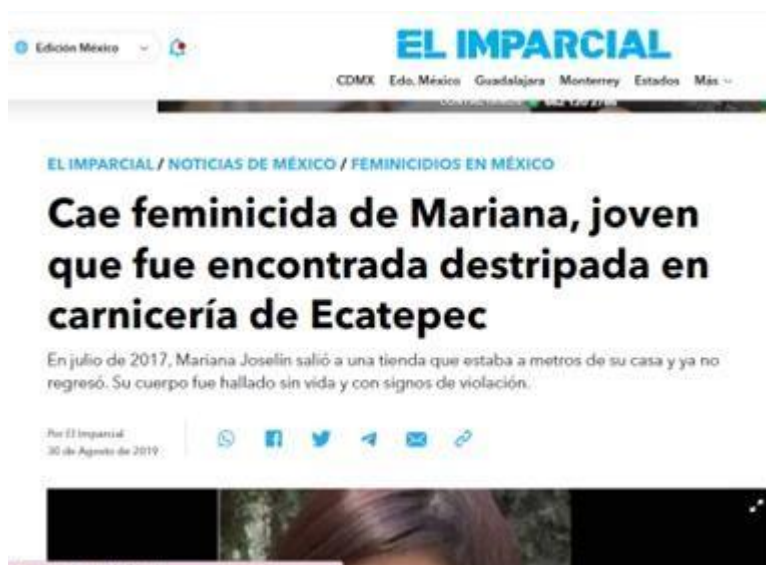 Edición México
EL IMPARCIAL
CDMX Edo. México Guadalajara Monterrey Estados Más
EL IMPARCIAL / NOTICIAS DE MÉXICO / FEMINICIDIOS EN MÉXICO
Cae feminicida de Mariana, joven
que fue encontrada destripada en
carnicería de Ecatepec
En julio de 2017, Mariana Joselín salió a una tienda que estaba a metros de su casa y ya no
regresó. Su cuerpo fue hallado sin vida y con signos de violación.
Por El Imparcial
30 de Agosto de 2019